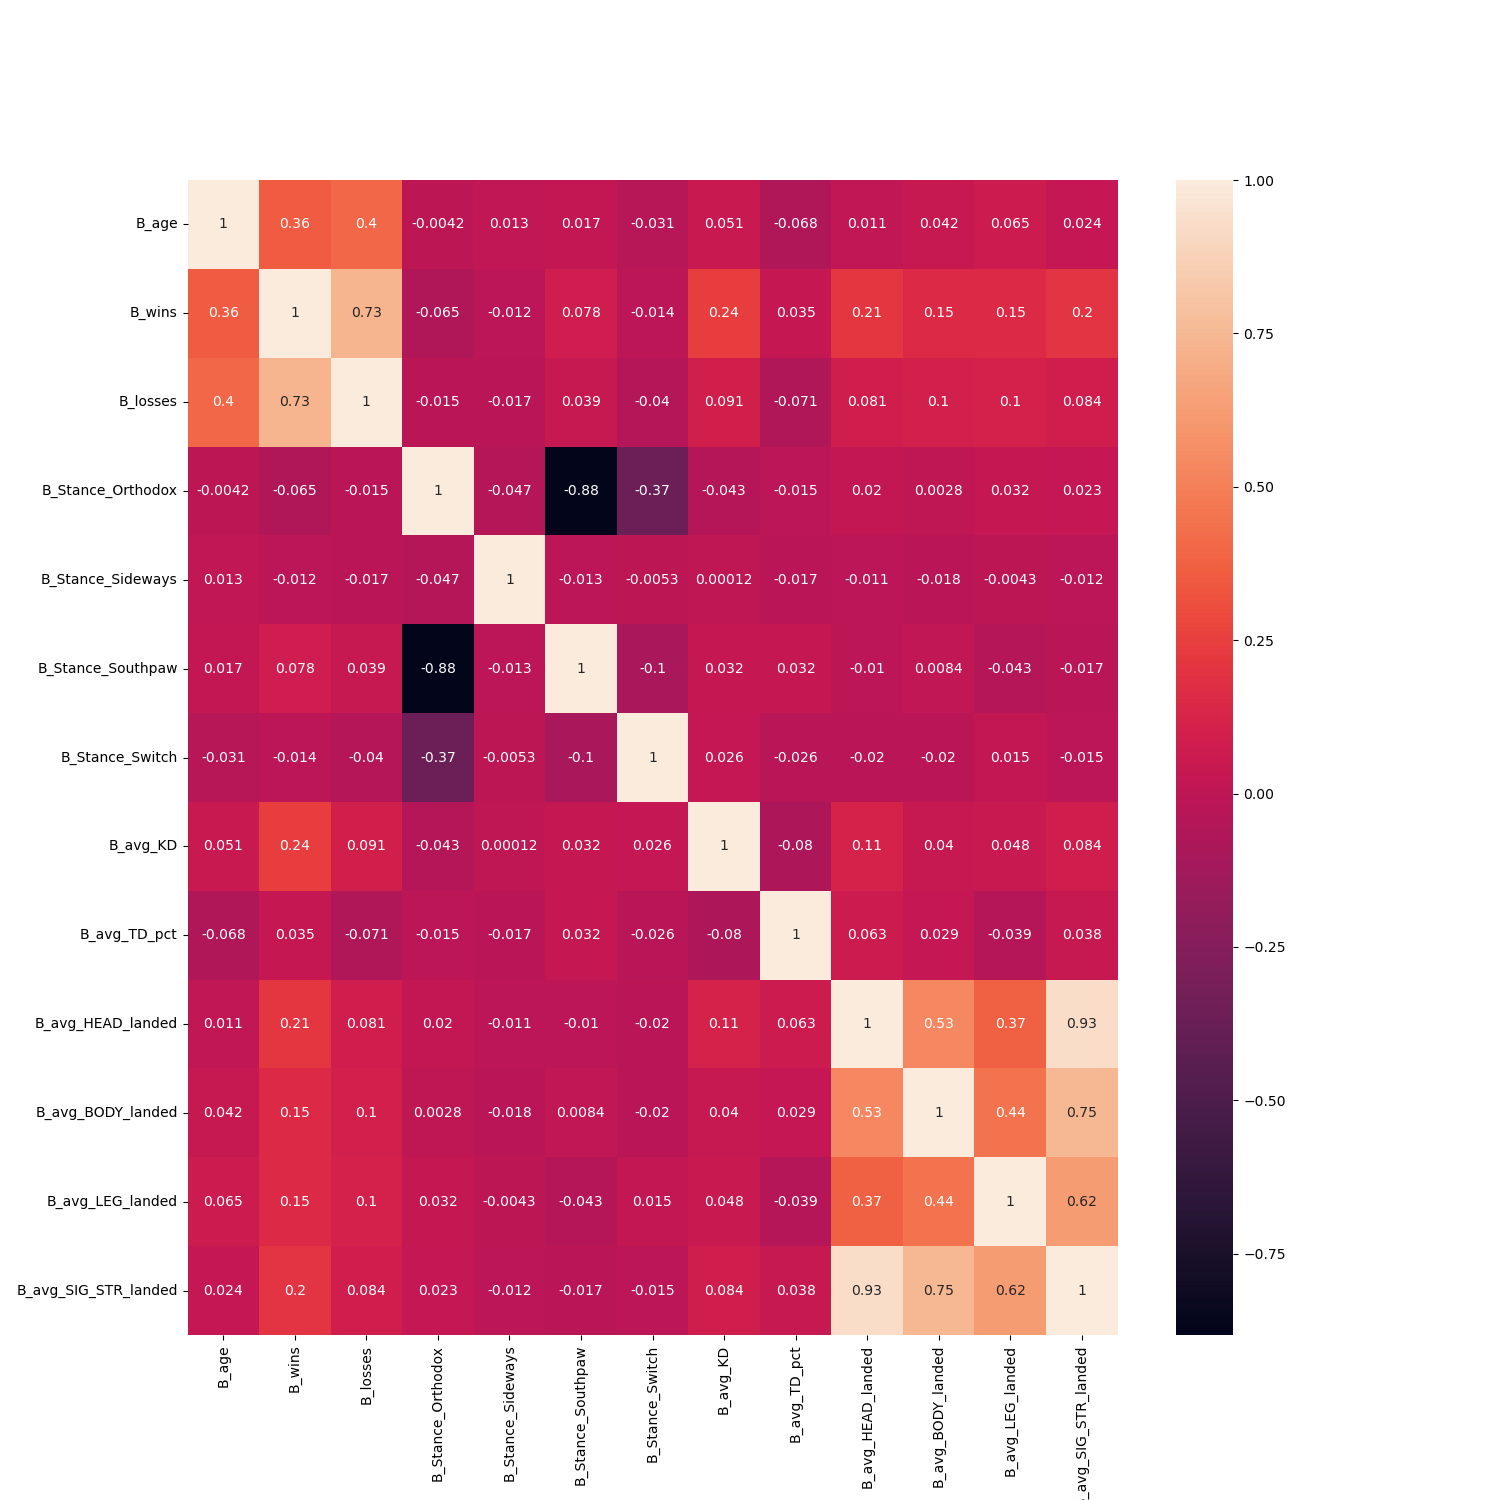 B_age 1 0.36 0.4 -0.0042 0.013 0.017 -0.031 0.051 -0.068 0.011 0.042 0.065 0.024
B_wins 0.36 1 0.73 -0.065 -0.012 0.078 -0.014 0.24 0.035 0.21 0.15 0.15 0.2
B_losses 0.4 0.73 1 -0.015 -0.017 0.039 -0.04 0.091 -0.071 0.081 0.1 0.1 0.084
B_Stance_Orthodox -0.0042 -0.065 -0.015 1 -0.047 -0.88 -0.37 -0.043 -0.015 0.02 0.0028 0.032 0.023
B_Stance_Sideways 0.013 -0.012 -0.017 -0.047 1 -0.013 -0.0053 0.00012 -0.017 -0.011 -0.018 -0.0043 -0.012
B_Stance_Southpaw 0.017 0.078 0.039 -0.88 -0.013 1 -0.1 0.032 0.032 -0.01 0.0084 -0.043 -0.017
B_Stance_Switch -0.031 -0.014 -0.04 -0.37 -0.0053 -0.1 1 0.026 -0.026 -0.02 -0.02 0.015 -0.015
B_avg_KD 0.051 0.24 0.091 -0.043 0.00012 0.032 0.026 1 -0.08 0.11 0.04 0.048 0.084
B_avg_TD_pct -0.068 0.035 -0.071 -0.015 -0.017 0.032 -0.026 -0.08 1 0.063 0.029 -0.039 0.038
B_avg_HEAD_landed 0.011 0.21 0.081 0.02 -0.011 -0.01 -0.02 0.11 0.063 1 0.53 0.37 0.93
B_avg_BODY_landed 0.042 0.15 0.1 0.0028 -0.018 0.0084 -0.02 0.04 0.029 0.53 1 0.44 0.75
B_avg_LEG_landed 0.065 0.15 0.1 0.032 -0.0043 -0.043 0.015 0.048 -0.039 0.37 0.44 1 0.62
B_avg_SIG_STR_landed 0.024 0.2 0.084 0.023 -0.012 -0.017 -0.015 0.084 0.038 0.93 0.75 0.62 1
B_age
B_wins
B_losses
B_Stance_Orthodox
B_Stance_Sideways
B_Stance_Southpaw
B_Stance_Switch
B_avg_KD
B_avg_TD_pct
B_avg_HEAD_landed
B_avg_BODY_landed
B_avg_LEG_landed
_avg_SIG_STR_landed
1.00
0.75
0.50
0.25
0.00
−0.25
−0.50
−0.75